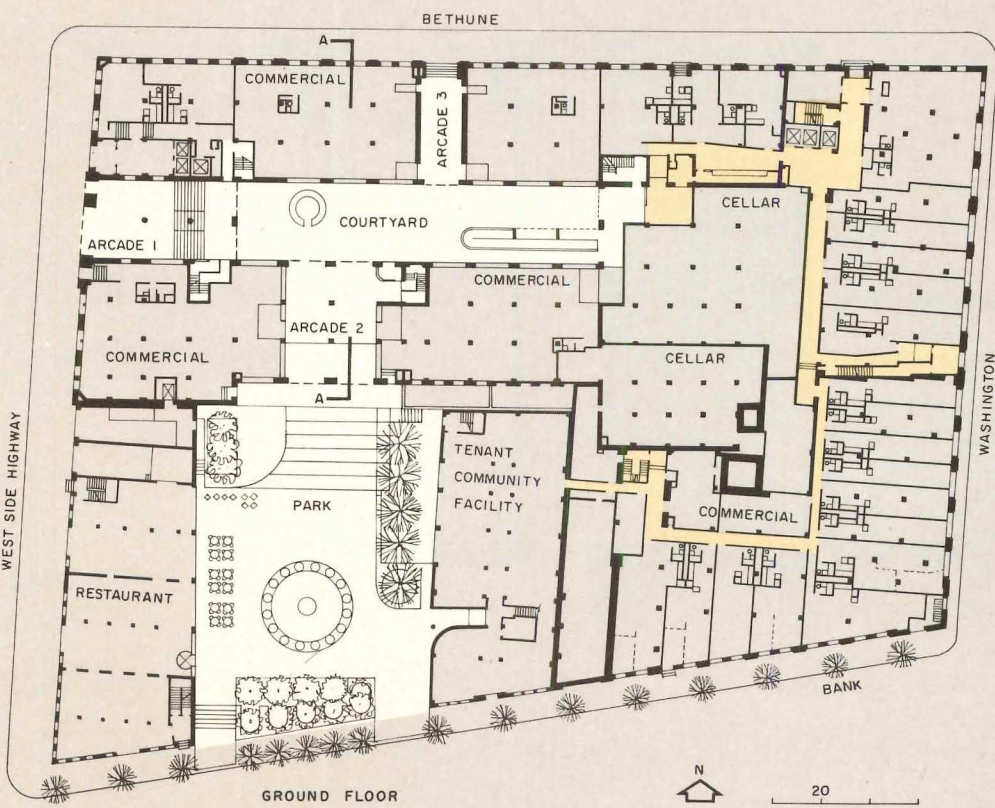 BETHUNE
A
COMMERCIAL
ARCADE 3
CELLAR
COURTYARD
ARCADE 1
COMMERCIAL
ARCADE 2
COMMERCIAL
CELLAR
A
WEST SIDE HIGHWAY
WASHINGTON
TENANT
COMMUNITY
FACILITY
PARK
COMMERCIAL
RESTAURANT
BANK
N
GROUND FLOOR
20